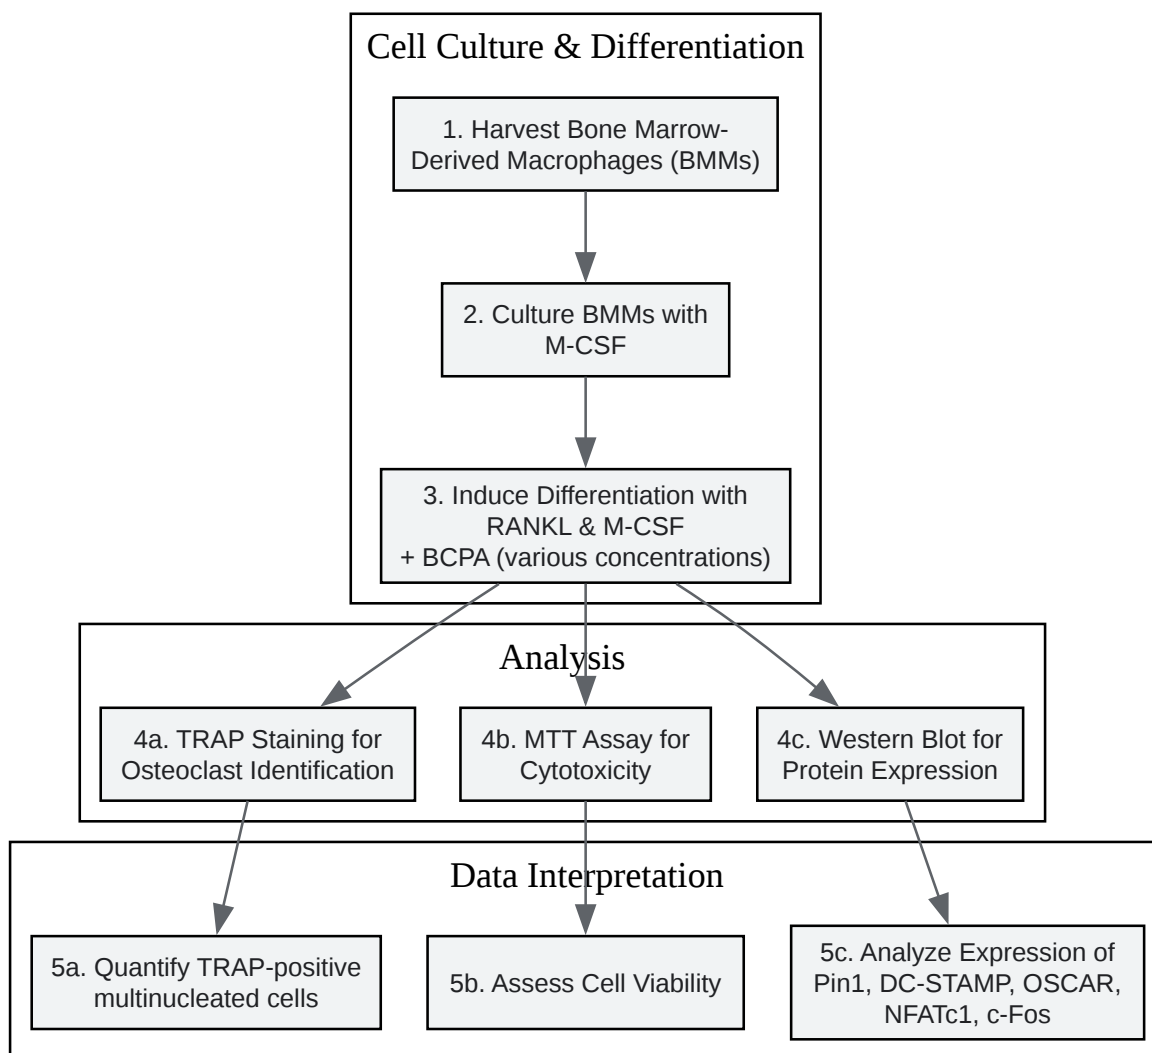 Cell Culture & Differentiation
1. Harvest Bone Marrow-
Derived Macrophages (BMMs)
2. Culture BMMs with
M-CSF
3. Induce Differentiation with
RANKL & M-CSF
+ BCPA (various concentrations)
Analysis
4a. TRAP Staining for
Osteoclast Identification
4b. MTT Assay for
Cytotoxicity
4c. Western Blot for
Protein Expression
Data Interpretation
5a. Quantify TRAP-positive
multinucleated cells
5b. Assess Cell Viability
5c. Analyze Expression of
Pin1, DC-STAMP, OSCAR,
NFATc1, c-Fos